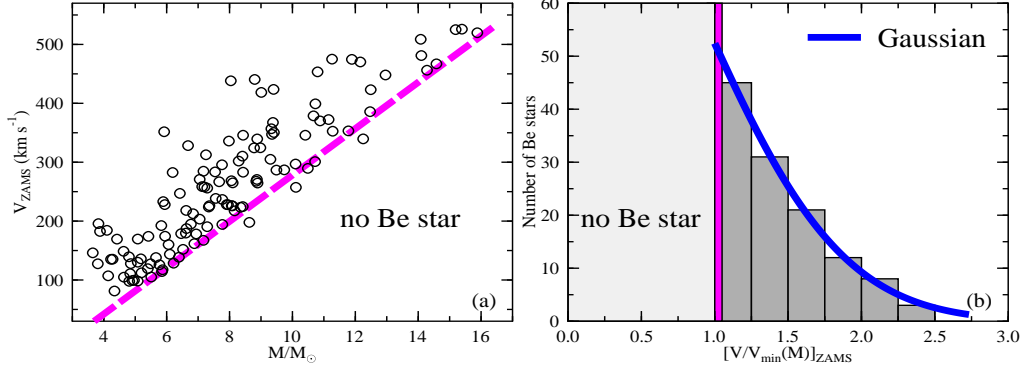 500
400
300
200
100
V_ZAMS (km s⁻¹)
no Be star
(a)
4 6 8 10 12 14 16
M/M_⊙
60
50
40
30
20
10
0
Number of Be stars
Gaussian
no Be star
(b)
0.0 0.5 1.0 1.5 2.0 2.5 3.0
[V/V_min(M)]_ZAMS